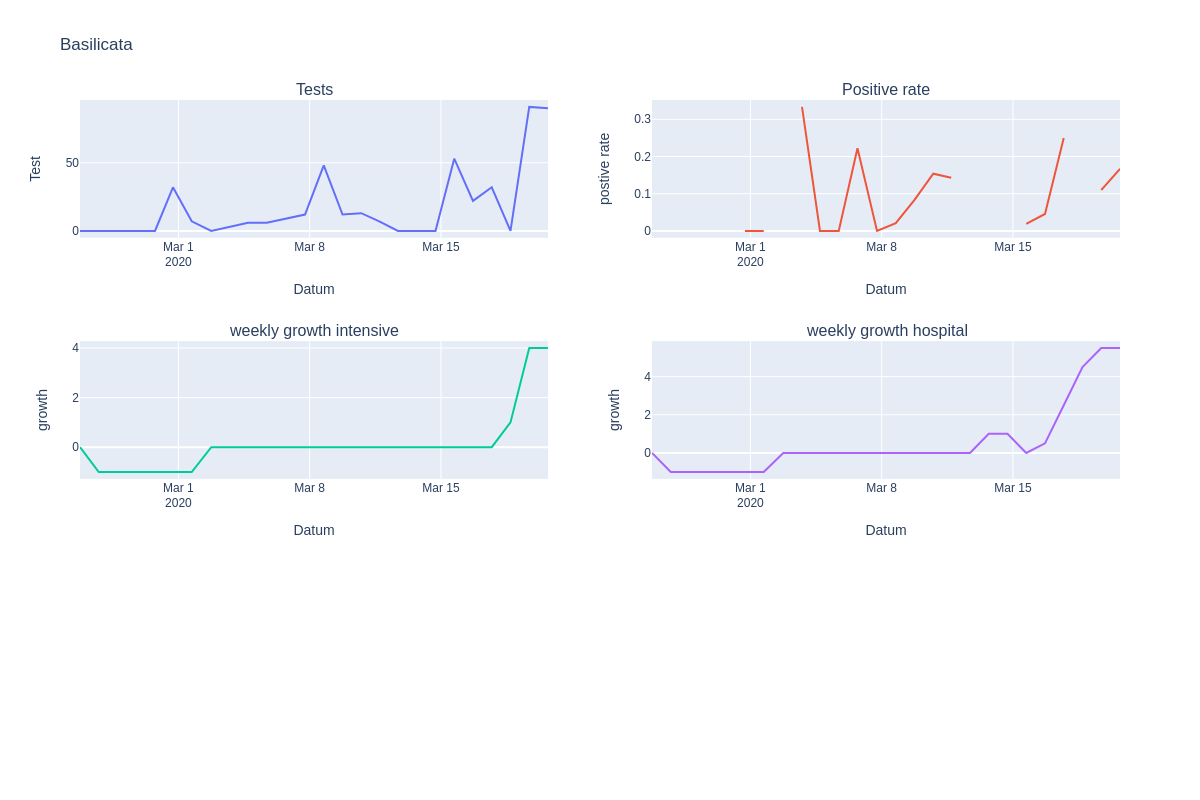 Basilicata
Tests
Test
50
0
Mar 1
2020
Mar 8
Mar 15
Datum
Positive rate
postive rate
0.3
0.2
0.1
0
Mar 1
2020
Mar 8
Mar 15
Datum
weekly growth intensive
growth
4
2
0
Mar 1
2020
Mar 8
Mar 15
Datum
weekly growth hospital
growth
4
2
0
Mar 1
2020
Mar 8
Mar 15
Datum